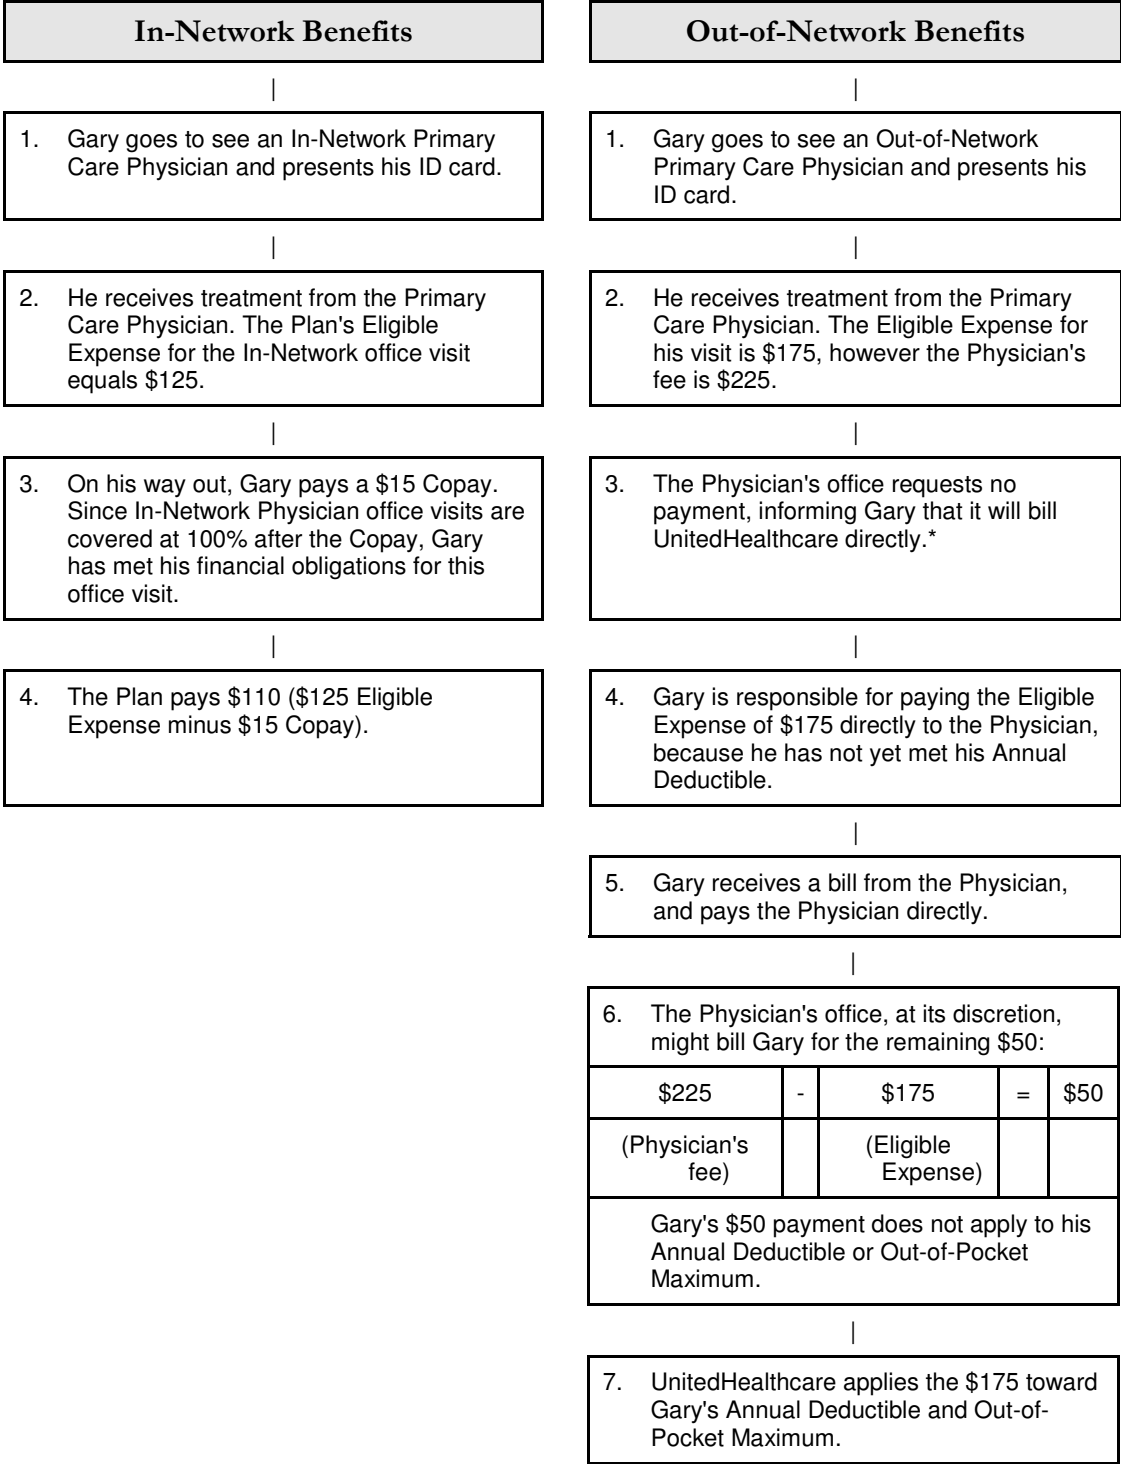 In-Network Benefits
|
1. Gary goes to see an In-Network Primary
Care Physician and presents his ID card.
|
2. He receives treatment from the Primary
Care Physician. The Plan's Eligible
Expense for the In-Network office visit
equals $125.
|
3. On his way out, Gary pays a $15 Copay.
Since In-Network Physician office visits are
covered at 100% after the Copay, Gary
has met his financial obligations for this
office visit.
|
4. The Plan pays $110 ($125 Eligible
Expense minus $15 Copay).
Out-of-Network Benefits
|
1. Gary goes to see an Out-of-Network
Primary Care Physician and presents his
ID card.
|
2. He receives treatment from the Primary
Care Physician. The Eligible Expense for
his visit is $175, however the Physician's
fee is $225.
|
3. The Physician's office requests no
payment, informing Gary that it will bill
UnitedHealthcare directly.*
|
4. Gary is responsible for paying the Eligible
Expense of $175 directly to the Physician,
because he has not yet met his Annual
Deductible.
|
5. Gary receives a bill from the Physician,
and pays the Physician directly.
|
6. The Physician's office, at its discretion,
might bill Gary for the remaining $50:
$225 - $175 = $50
(Physician's (Eligible
fee) Expense)
Gary's $50 payment does not apply to his
Annual Deductible or Out-of-Pocket
Maximum.
|
7. UnitedHealthcare applies the $175 toward
Gary's Annual Deductible and Out-of-
Pocket Maximum.